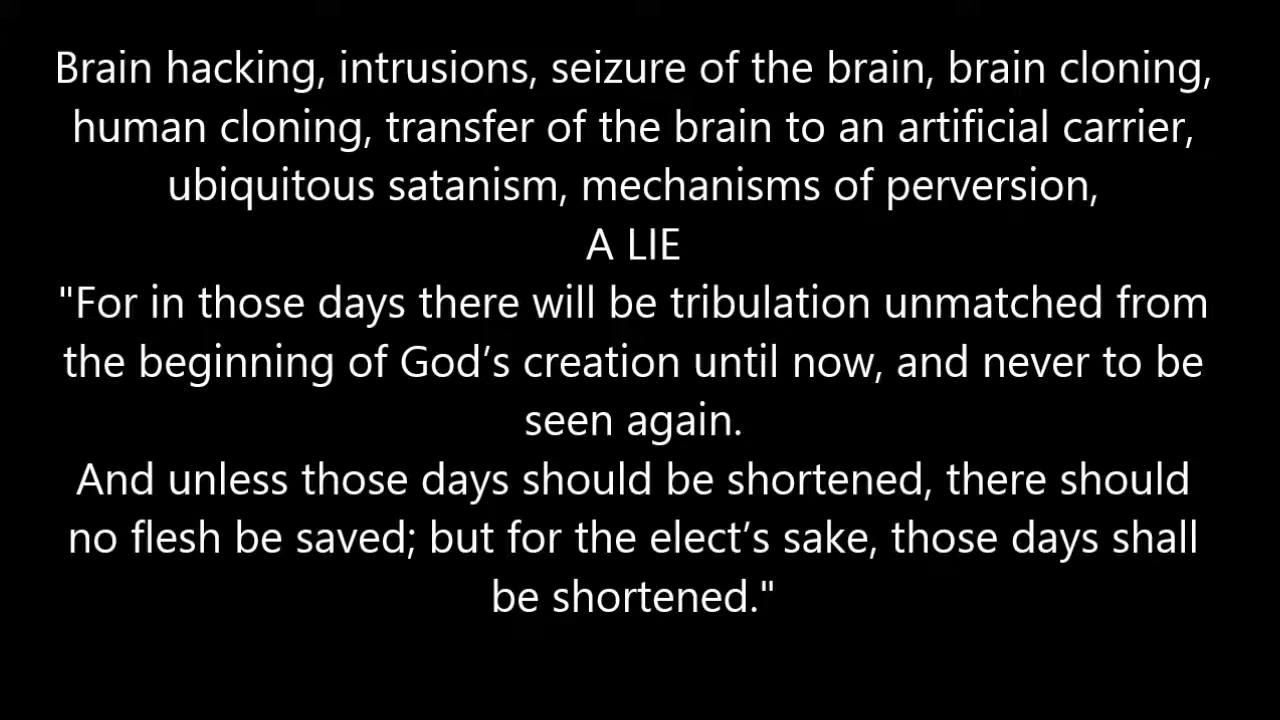 Brain hacking, intrusions, seizure of the brain, brain cloning,
human cloning, transfer of the brain to an artificial carrier,
ubiquitous satanism, mechanisms of perversion,
A LIE
"For in those days there will be tribulation unmatched from
the beginning of God’s creation until now, and never to be
seen again.
And unless those days should be shortened, there should
no flesh be saved; but for the elect’s sake, those days shall
be shortened."